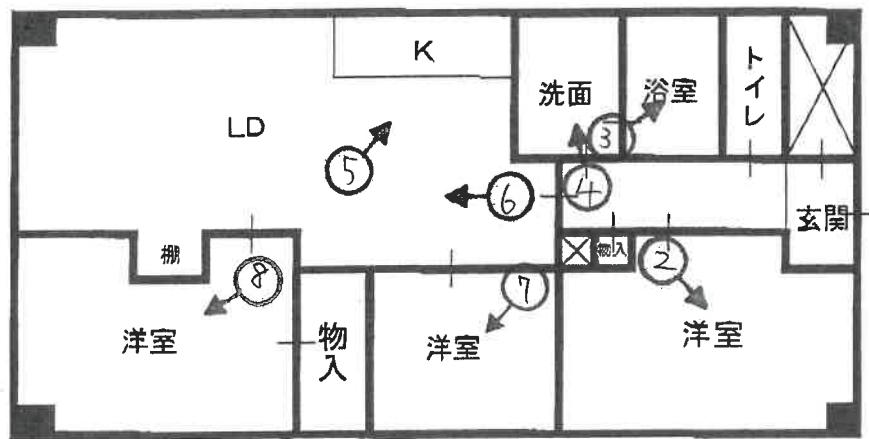 K
洗面
浴室
トイレ
LD
③
⑤
④
⑥
玄関
棚
物入
⑧
②
⑦
洋室
物入
洋室
洋室